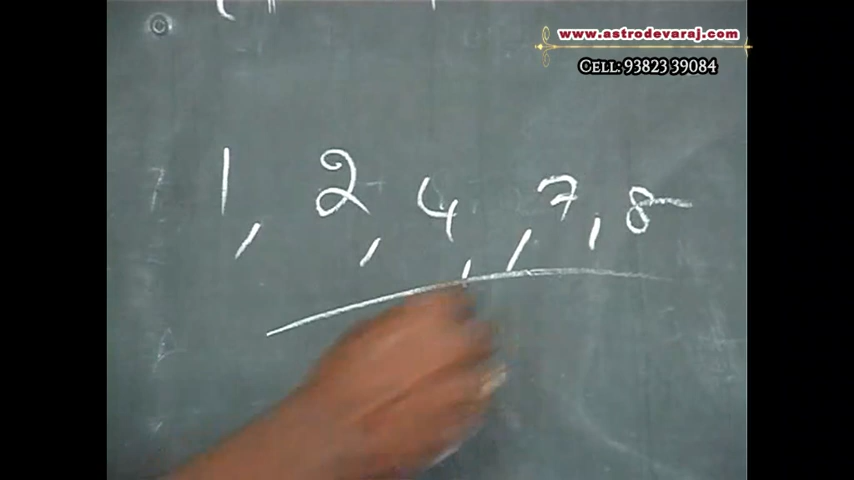 www.astrodevaraj.com
CELL: 93823 39084
1, 2, 4, , 7, 8